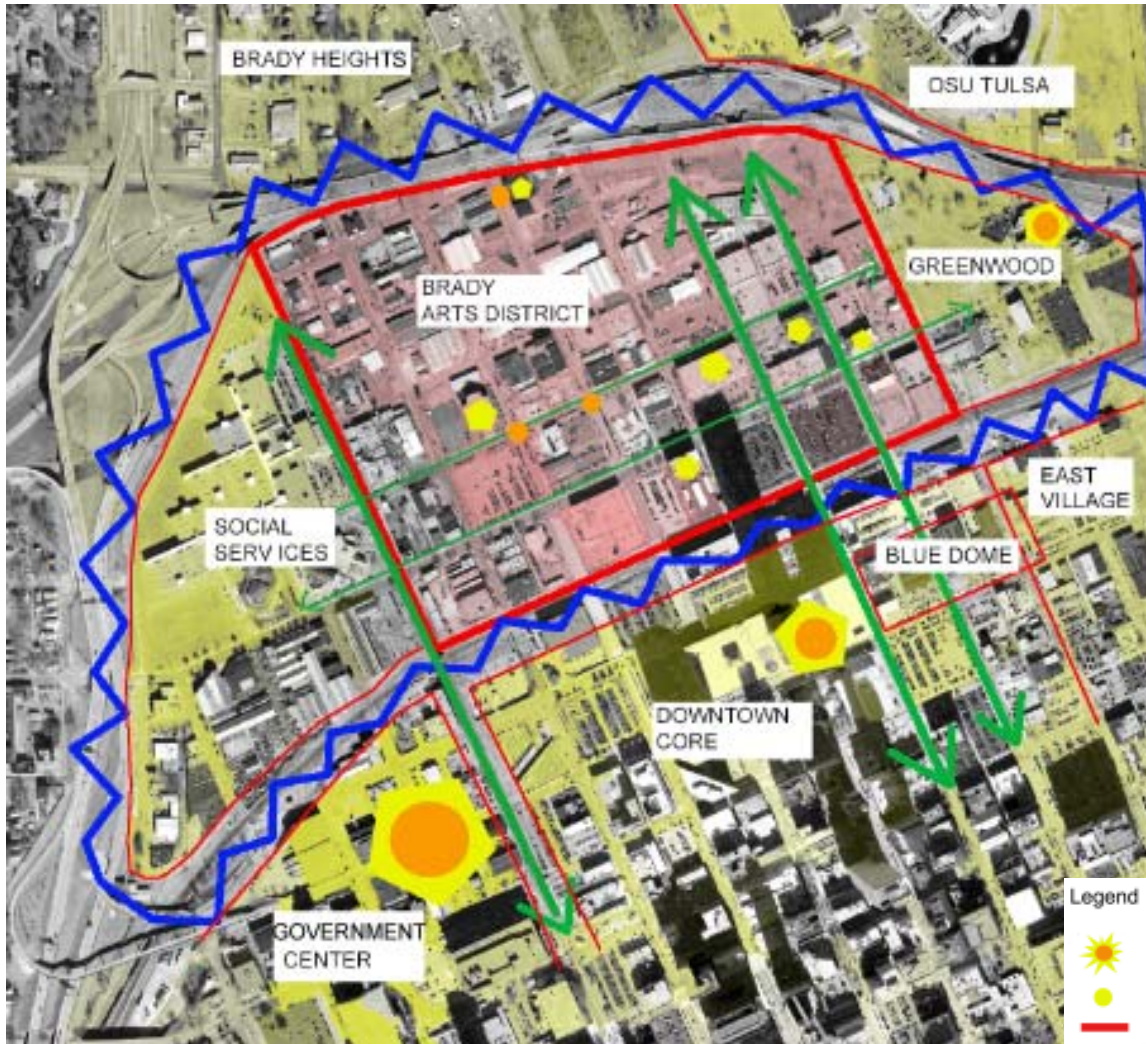 BRADY HEIGHTS
OSU TULSA
GREENWOOD
BRADY
ARTS DISTRICT
EAST
VILLAGE
SOCIAL
SERVICES
BLUE DOME
DOWNTOWN
CORE
Legend
GOVERNMENT
CENTER